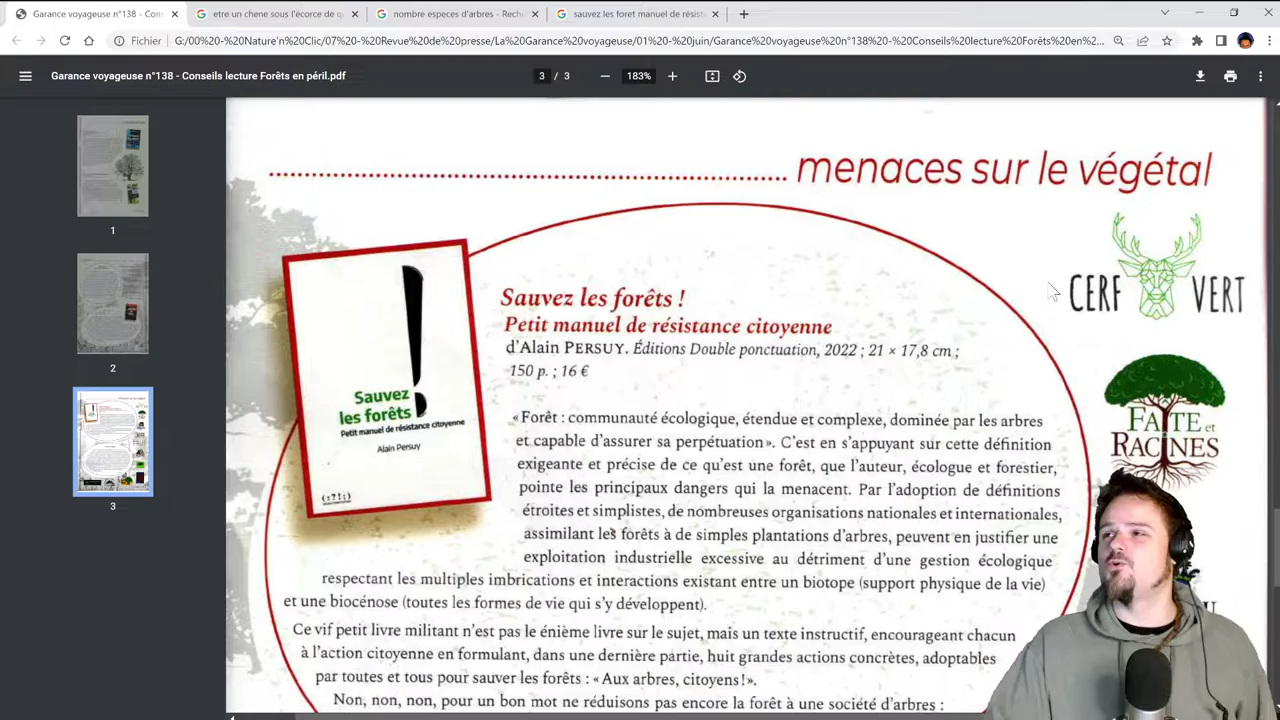 Garance voyageuse n°138 - Cons
etre un chene sous l'écorce de q
nombre especes d'arbres - Reche
sauvez les foret manuel de résist
Fichier
G:/00%20-%20Nature'n%20Clic/07%20-%20Revue%20de%20presse/La%20Garance%20voyageuse/01%20-%20juin/Garance%20voyageuse%20n°138%20-%20Conseils%20lecture%20Forêts%20en%2...
Garance voyageuse n°138 - Conseils lecture Forêts en péril.pdf
3 / 3
183%
1
2
3
menaces sur le végétal
CERF VERT
FAITE et
RACINES
Sauvez
les forêts
Petit manuel de résistance citoyenne
Alain Persuy
(:?!;)
Sauvez les forêts !
Petit manuel de résistance citoyenne
d'Alain PERSUY. Éditions Double ponctuation, 2022 ; 21 × 17,8 cm ;
150 p. ; 16 €
« Forêt : communauté écologique, étendue et complexe, dominée par les arbres
et capable d'assurer sa perpétuation ». C'est en s'appuyant sur cette définition
exigeante et précise de ce qu'est une forêt, que l'auteur, écologue et forestier,
pointe les principaux dangers qui la menacent. Par l'adoption de définitions
étroites et simplistes, de nombreuses organisations nationales et internationales,
assimilant les forêts à de simples plantations d'arbres, peuvent en justifier une
exploitation industrielle excessive au détriment d'une gestion écologique
respectant les multiples imbrications et interactions existant entre un biotope (support physique de la vie)
et une biocénose (toutes les formes de vie qui s'y développent).
Ce vif petit livre militant n'est pas le énième livre sur le sujet, mais un texte instructif, encourageant chacun
à l'action citoyenne en formulant, dans une dernière partie, huit grandes actions concrètes, adoptables
par toutes et tous pour sauver les forêts : « Aux arbres, citoyens ! ».
Non, non, non, pour un bon mot ne réduisons pas encore la forêt à une société d'arbres :